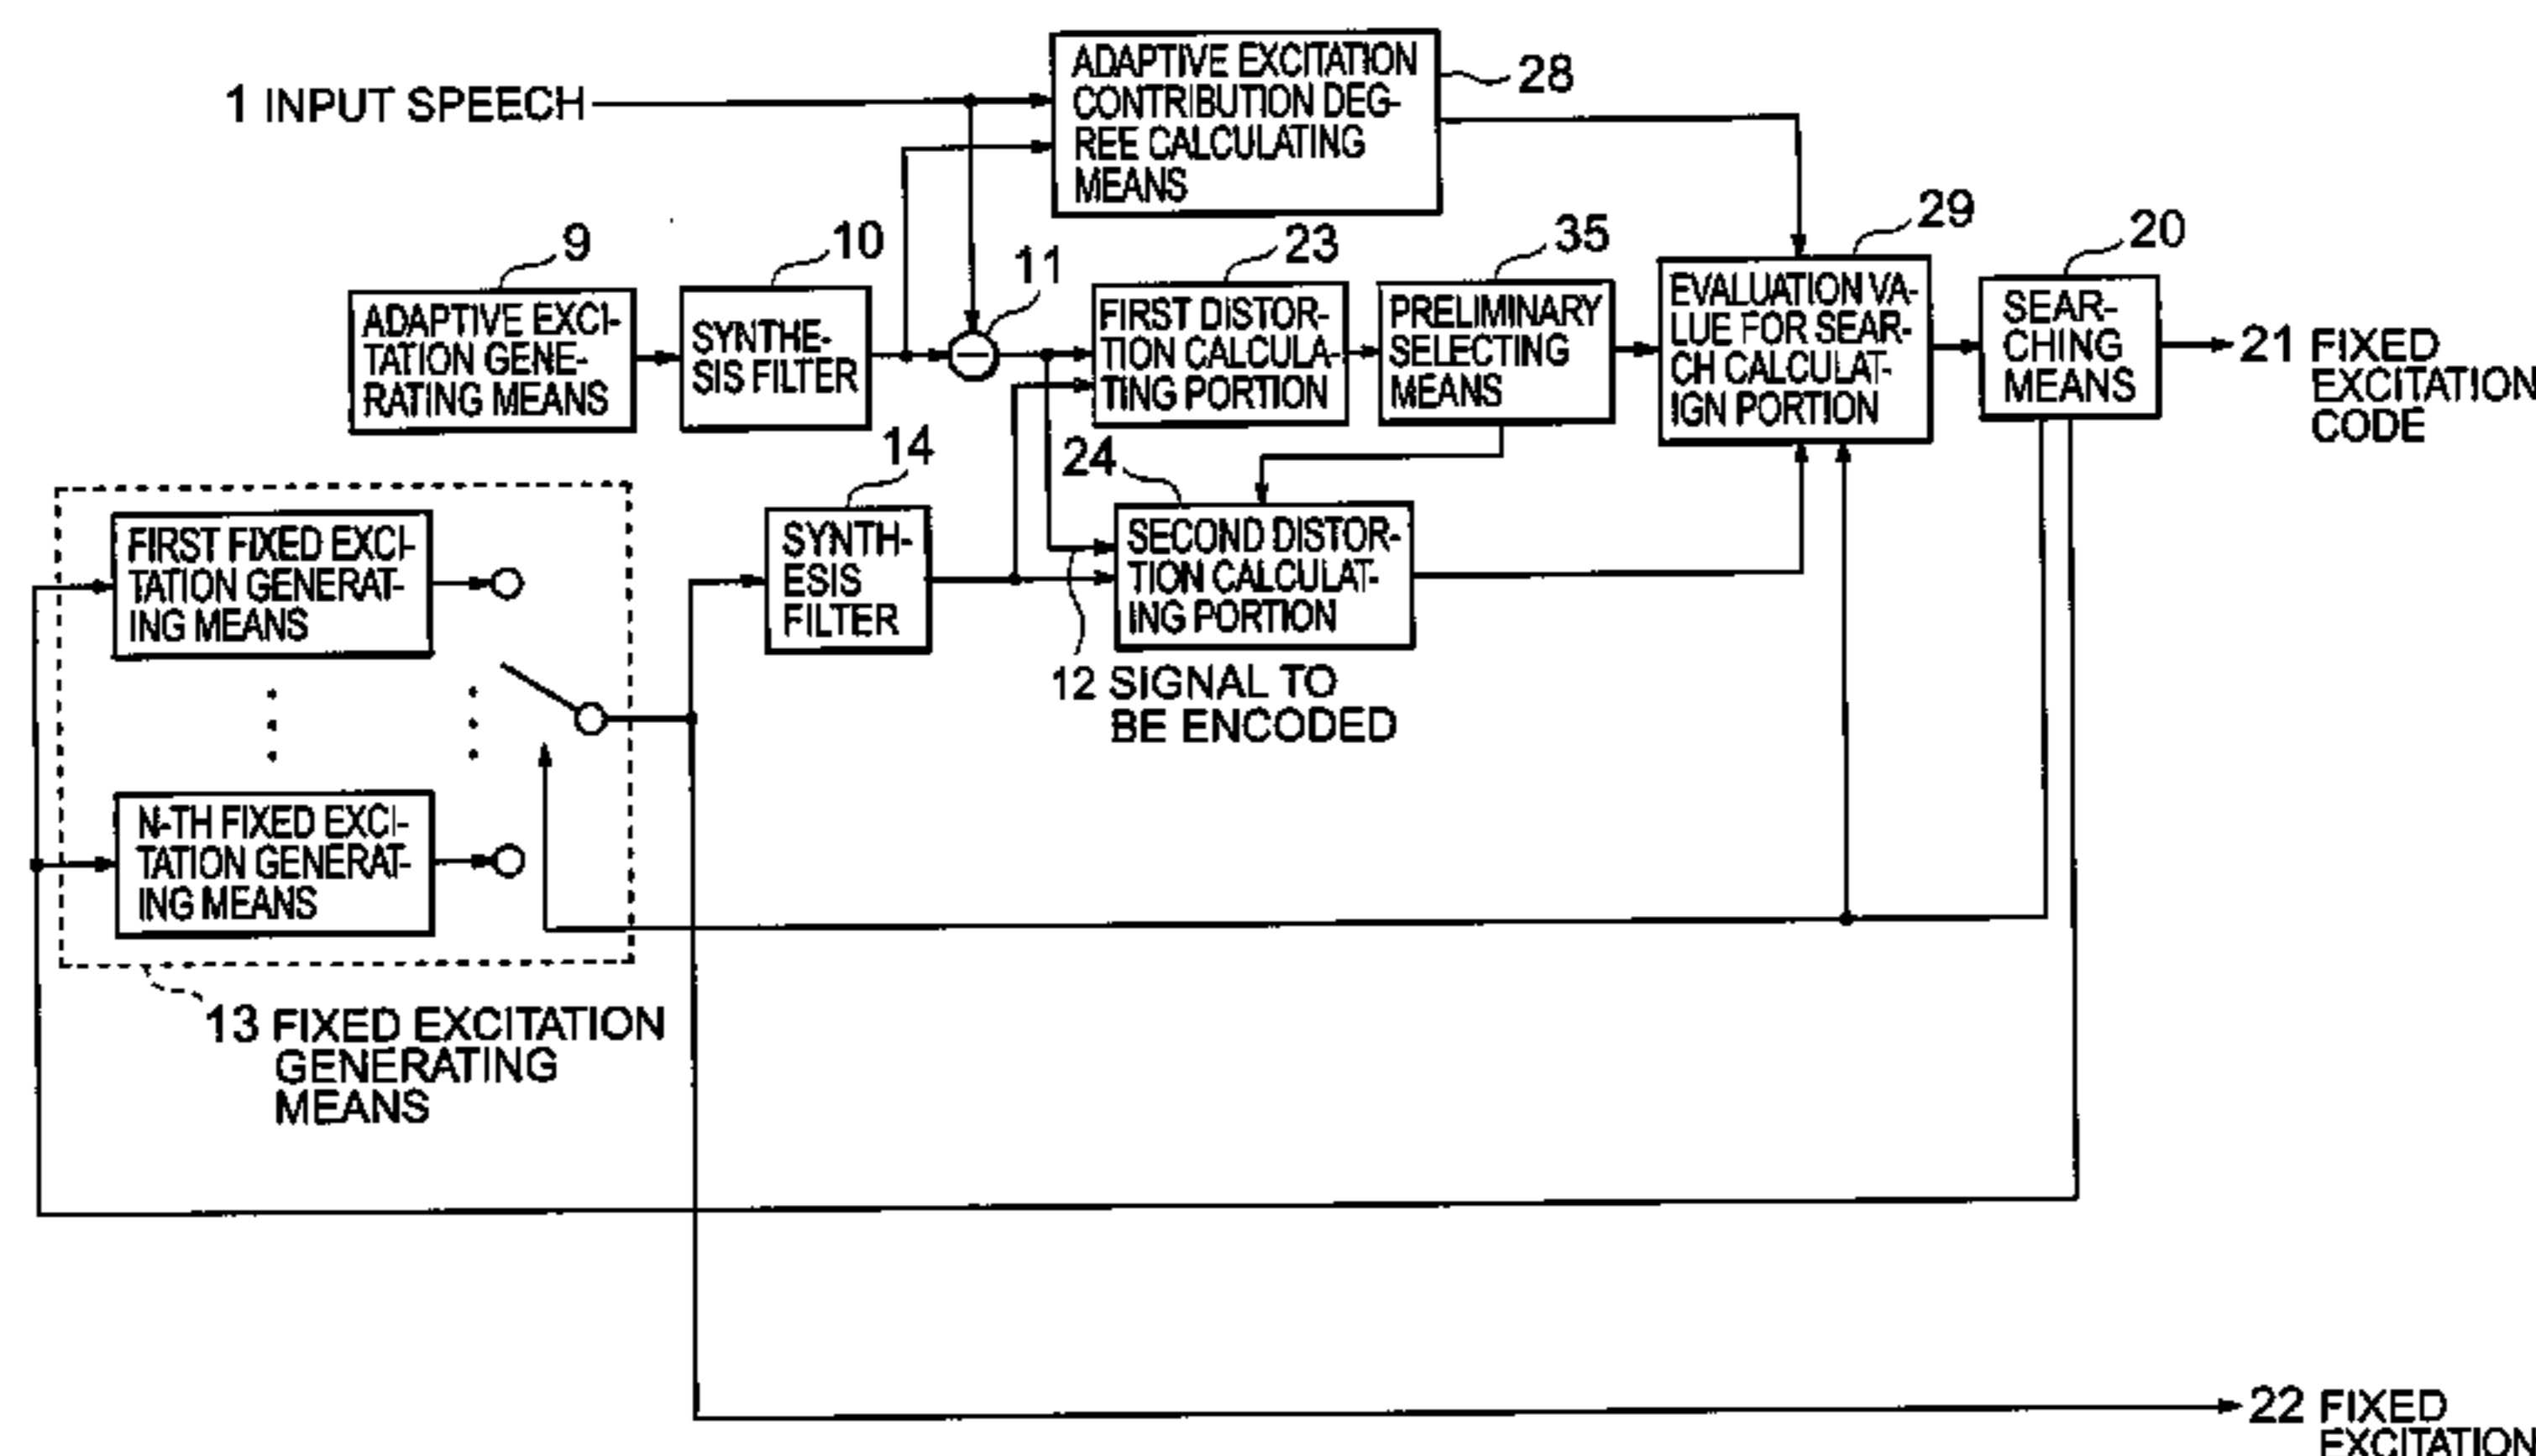 1 INPUT SPEECH
ADAPTIVE EXCITATION
CONTRIBUTION DEG-
REE CALCULATING
MEANS
28
9
ADAPTIVE EXCI-
TATION GENE-
RATING MEANS
10
SYNTHE-
SIS FILTER
11
23
FIRST DISTOR-
TION CALCULA-
TING PORTION
35
PRELIMINARY
SELECTING
MEANS
29
EVALUATION VA-
LUE FOR SEAR-
CH CALCULAT-
IGN PORTION
20
SEAR-
CHING
MEANS
21 FIXED
EXCITATION
CODE
FIRST FIXED EXCI-
TATION GENERAT-
ING MEANS
14
SYNTH-
ESIS
FILTER
24
SECOND DISTOR-
TION CALCULAT-
ING PORTION
12 SIGNAL TO
BE ENCODED
N-TH FIXED EXCI-
TATION GENERAT-
ING MEANS
13 FIXED EXCITATION
GENERATING
MEANS
22 FIXED
EXCITATION